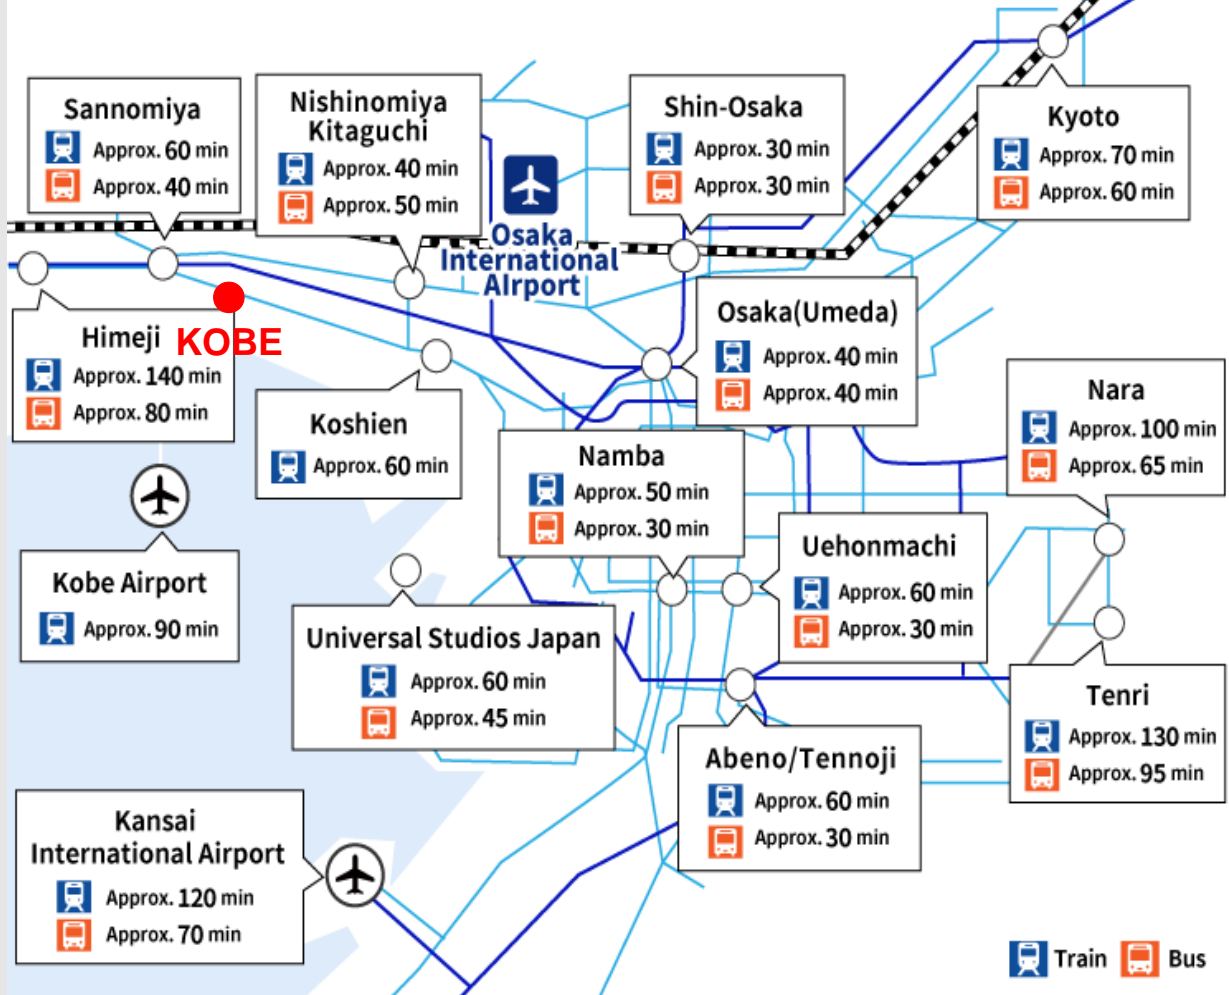 Sannomiya
Approx. 60 min
Approx. 40 min
Nishinomiya
Kitaguchi
Approx. 40 min
Approx. 50 min
Shin-Osaka
Approx. 30 min
Approx. 30 min
Kyoto
Approx. 70 min
Approx. 60 min
Osaka
International
AIrport
Himeji
Approx. 140 min
Approx. 80 min
KOBE
Osaka(Umeda)
Approx. 40 min
Approx. 40 min
Koshien
Approx. 60 min
Namba
Approx. 50 min
Approx. 30 min
Nara
Approx. 100 min
Approx. 65 min
Kobe Airport
Approx. 90 min
Uehonmachi
Approx. 60 min
Approx. 30 min
Universal Studios Japan
Approx. 60 min
Approx. 45 min
Tenri
Approx. 130 min
Approx. 95 min
Abeno/Tennoji
Approx. 60 min
Approx. 30 min
Kansai
International Airport
Approx. 120 min
Approx. 70 min
Train Bus